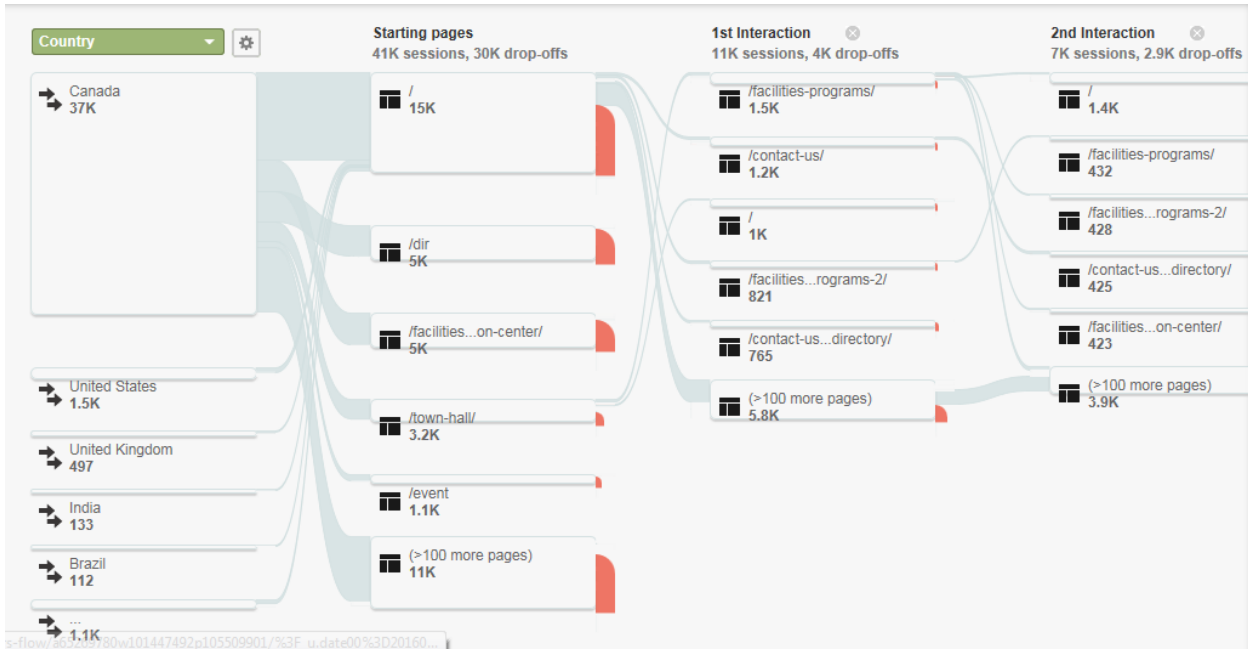 Country
Starting pages
41K sessions, 30K drop-offs
1st Interaction
11K sessions, 4K drop-offs
2nd Interaction
7K sessions, 2.9K drop-offs
Canada
37K
United States
1.5K
United Kingdom
497
India
133
Brazil
112
...
1.1K
/
15K
/dir
5K
/facilities...on-center/
5K
/town-hall/
3.2K
/event
1.1K
(>100 more pages)
11K
/facilities-programs/
1.5K
/contact-us/
1.2K
/
1K
/facilities...rograms-2/
821
/contact-us...directory/
765
(>100 more pages)
5.8K
/
1.4K
/facilities-programs/
432
/facilities...rograms-2/
428
/contact-us...directory/
425
/facilities...on-center/
423
(>100 more pages)
3.9K